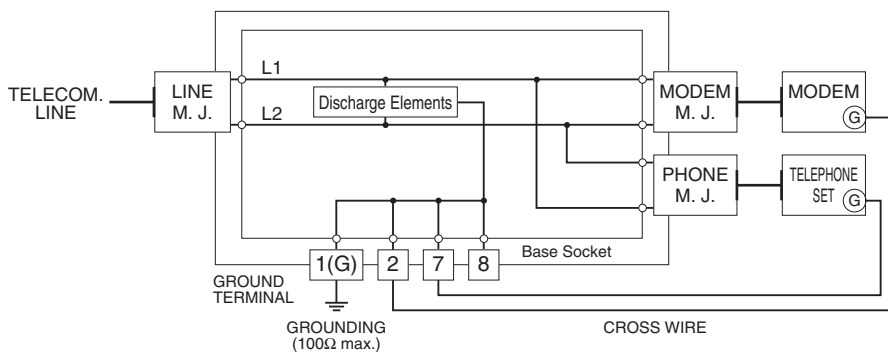 TELECOM.
LINE
LINE
M. J.
L1
L2
Discharge Elements
MODEM
M. J.
MODEM
G
PHONE
M. J.
TELEPHONE
SET
G
Base Socket
1(G)
2
7
8
GROUND
TERMINAL
GROUNDING
(100Ω max.)
CROSS WIRE